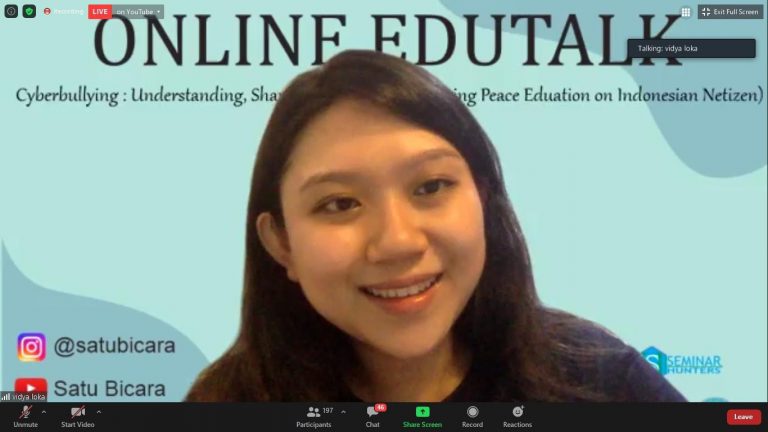 Recording
LIVE
on YouTube
Exit Full Screen
ONLINE EDUTALK
Talking: vidya loka
Cyberbullying : Understanding, Sha ing Peace Eduation on Indonesian Netizen)
@satubicara
Satu Bicara
SEMINAR
HUNTERS
vidya loka
Unmute
Start Video
197
Participants
46
Chat
Share Screen
Record
Reactions
Leave